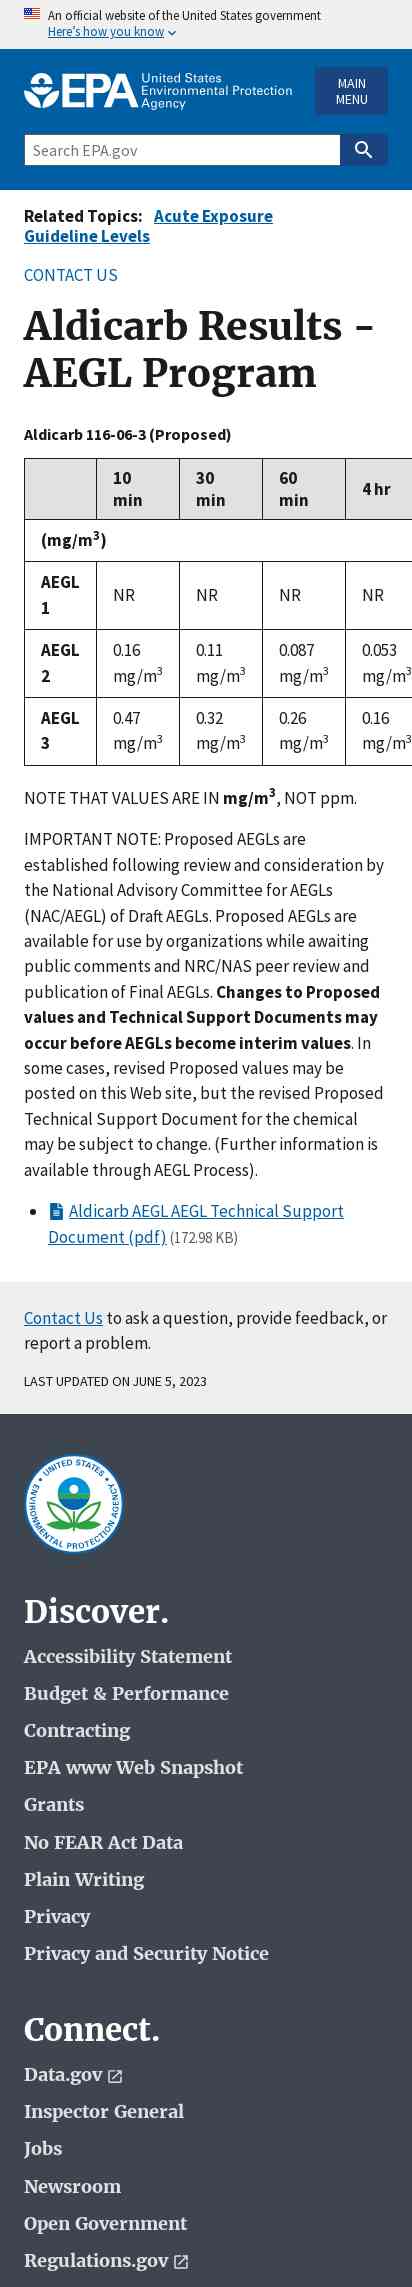 An official website of the United States government
Here's how you know
EPA United States
Environmental Protection
Agency
MAIN
MENU
Search EPA.gov
Related Topics: Acute Exposure
Guideline Levels
CONTACT US
Aldicarb Results -
AEGL Program
Aldicarb 116-06-3 (Proposed)
10 min 30 min 60 min 4 hr
(mg/m³)
AEGL 1 NR NR NR NR
AEGL 2 0.16 mg/m³ 0.11 mg/m³ 0.087 mg/m³ 0.053 mg/m³
AEGL 3 0.47 mg/m³ 0.32 mg/m³ 0.26 mg/m³ 0.16 mg/m³
NOTE THAT VALUES ARE IN mg/m³, NOT ppm.
IMPORTANT NOTE: Proposed AEGLs are
established following review and consideration by
the National Advisory Committee for AEGLs
(NAC/AEGL) of Draft AEGLs. Proposed AEGLs are
available for use by organizations while awaiting
public comments and NRC/NAS peer review and
publication of Final AEGLs. Changes to Proposed
values and Technical Support Documents may
occur before AEGLs become interim values. In
some cases, revised Proposed values may be
posted on this Web site, but the revised Proposed
Technical Support Document for the chemical
may be subject to change. (Further information is
available through AEGL Process).
• Aldicarb AEGL AEGL Technical Support
Document (pdf) (172.98 KB)
Contact Us to ask a question, provide feedback, or
report a problem.
LAST UPDATED ON JUNE 5, 2023
UNITED STATES
ENVIRONMENTAL PROTECTION AGENCY
Discover.
Accessibility Statement
Budget & Performance
Contracting
EPA www Web Snapshot
Grants
No FEAR Act Data
Plain Writing
Privacy
Privacy and Security Notice
Connect.
Data.gov
Inspector General
Jobs
Newsroom
Open Government
Regulations.gov